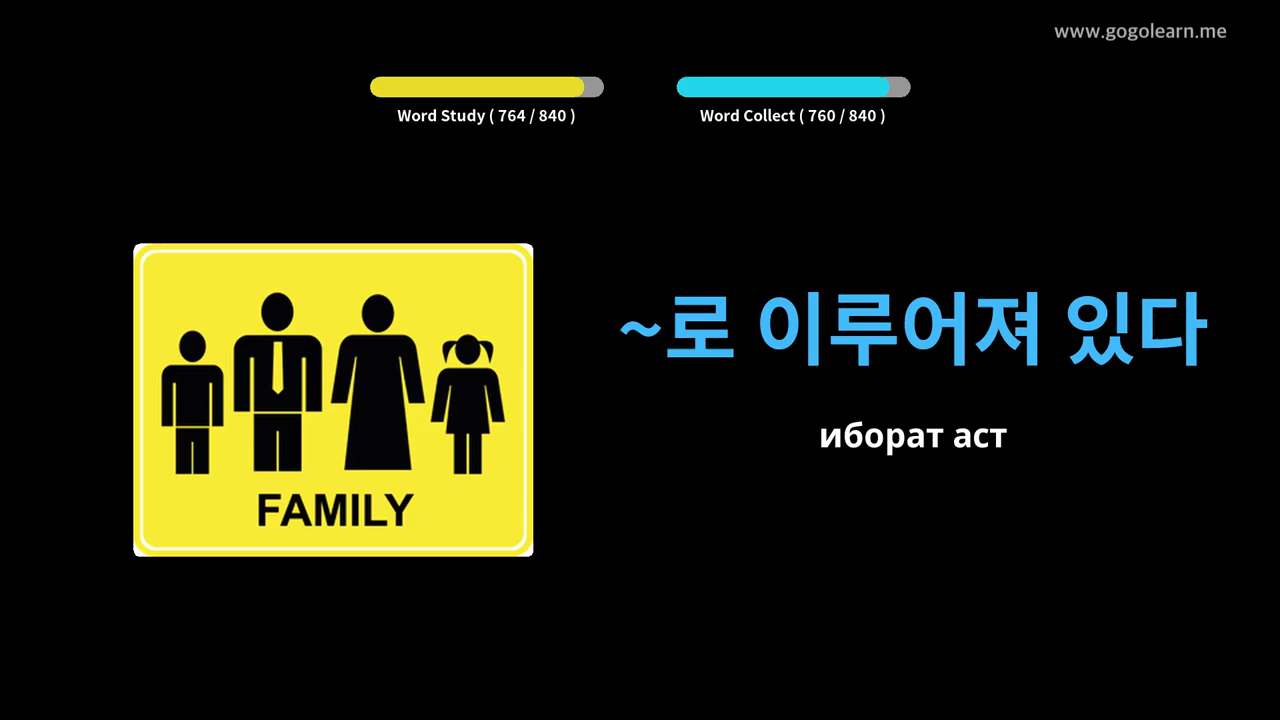 www.gogolearn.me
Word Study ( 764 / 840 )
Word Collect ( 760 / 840 )
~로 이루어져 있다
иборат аст
FAMILY